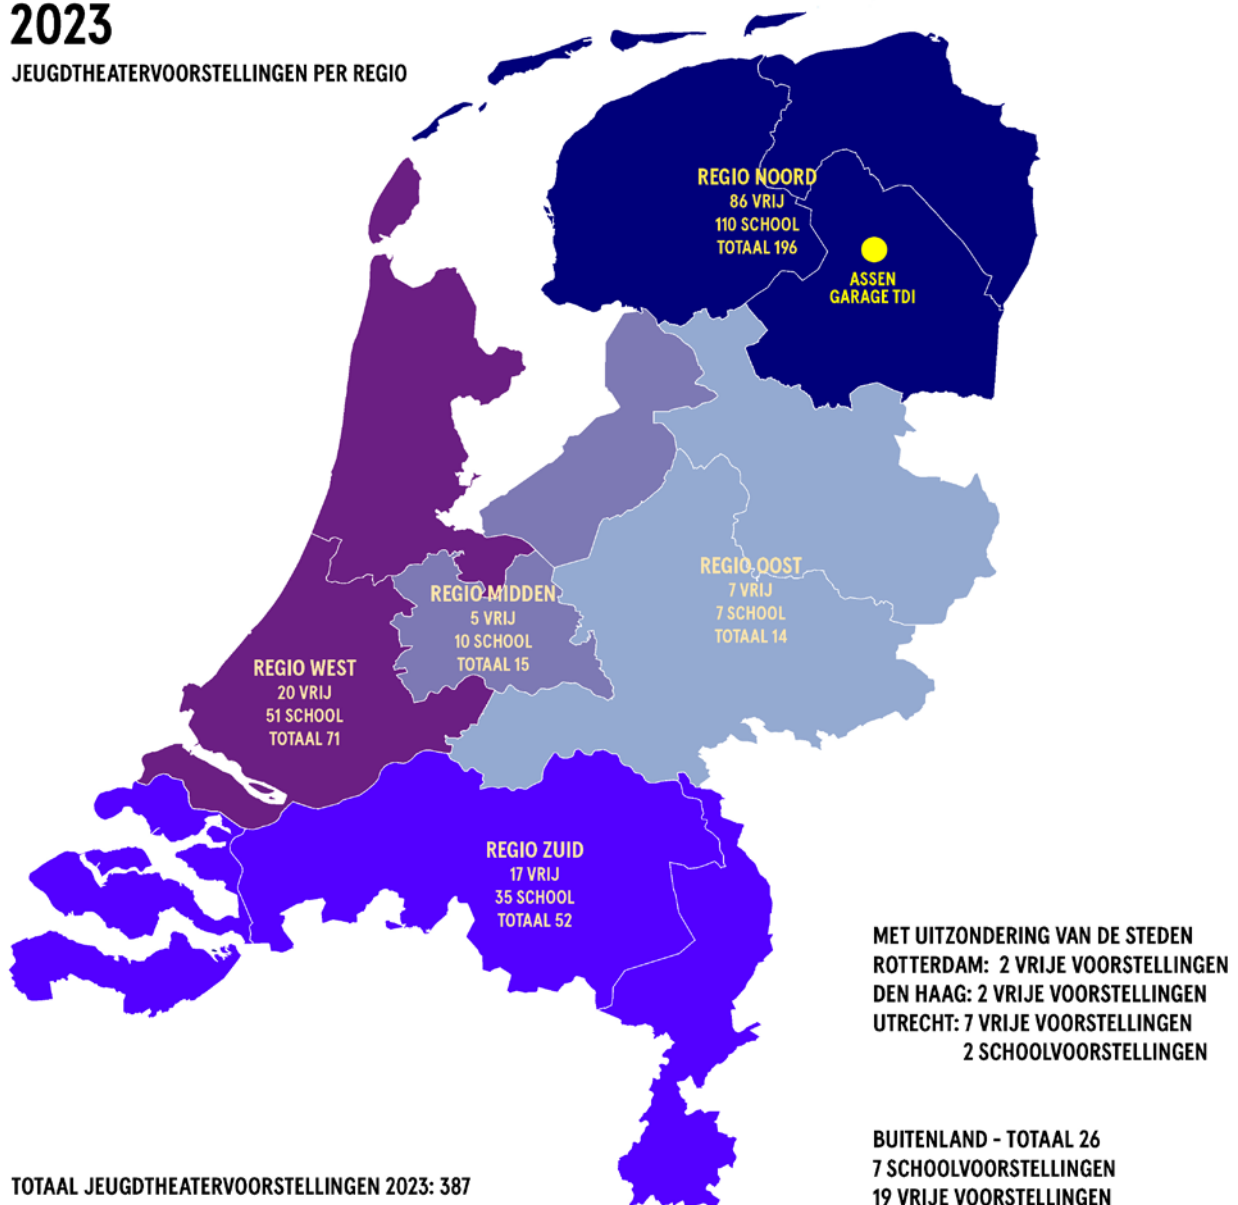 2023
JEUGDTHEATERVOORSTELLINGEN PER REGIO
REGIO NOORD
86 VRIJ
110 SCHOOL
TOTAAL 196
ASSEN
GARAGE TDI
REGIO OOST
7 VRIJ
7 SCHOOL
TOTAAL 14
REGIO MIDDEN
5 VRIJ
10 SCHOOL
TOTAAL 15
REGIO WEST
20 VRIJ
51 SCHOOL
TOTAAL 71
REGIO ZUID
17 VRIJ
35 SCHOOL
TOTAAL 52
MET UITZONDERING VAN DE STEDEN
ROTTERDAM: 2 VRIJE VOORSTELLINGEN
DEN HAAG: 2 VRIJE VOORSTELLINGEN
UTRECHT: 7 VRIJE VOORSTELLINGEN
2 SCHOOLVOORSTELLINGEN
BUITENLAND - TOTAAL 26
7 SCHOOLVOORSTELLINGEN
19 VRIJE VOORSTELLINGEN
TOTAAL JEUGDTHEATERVOORSTELLINGEN 2023: 387